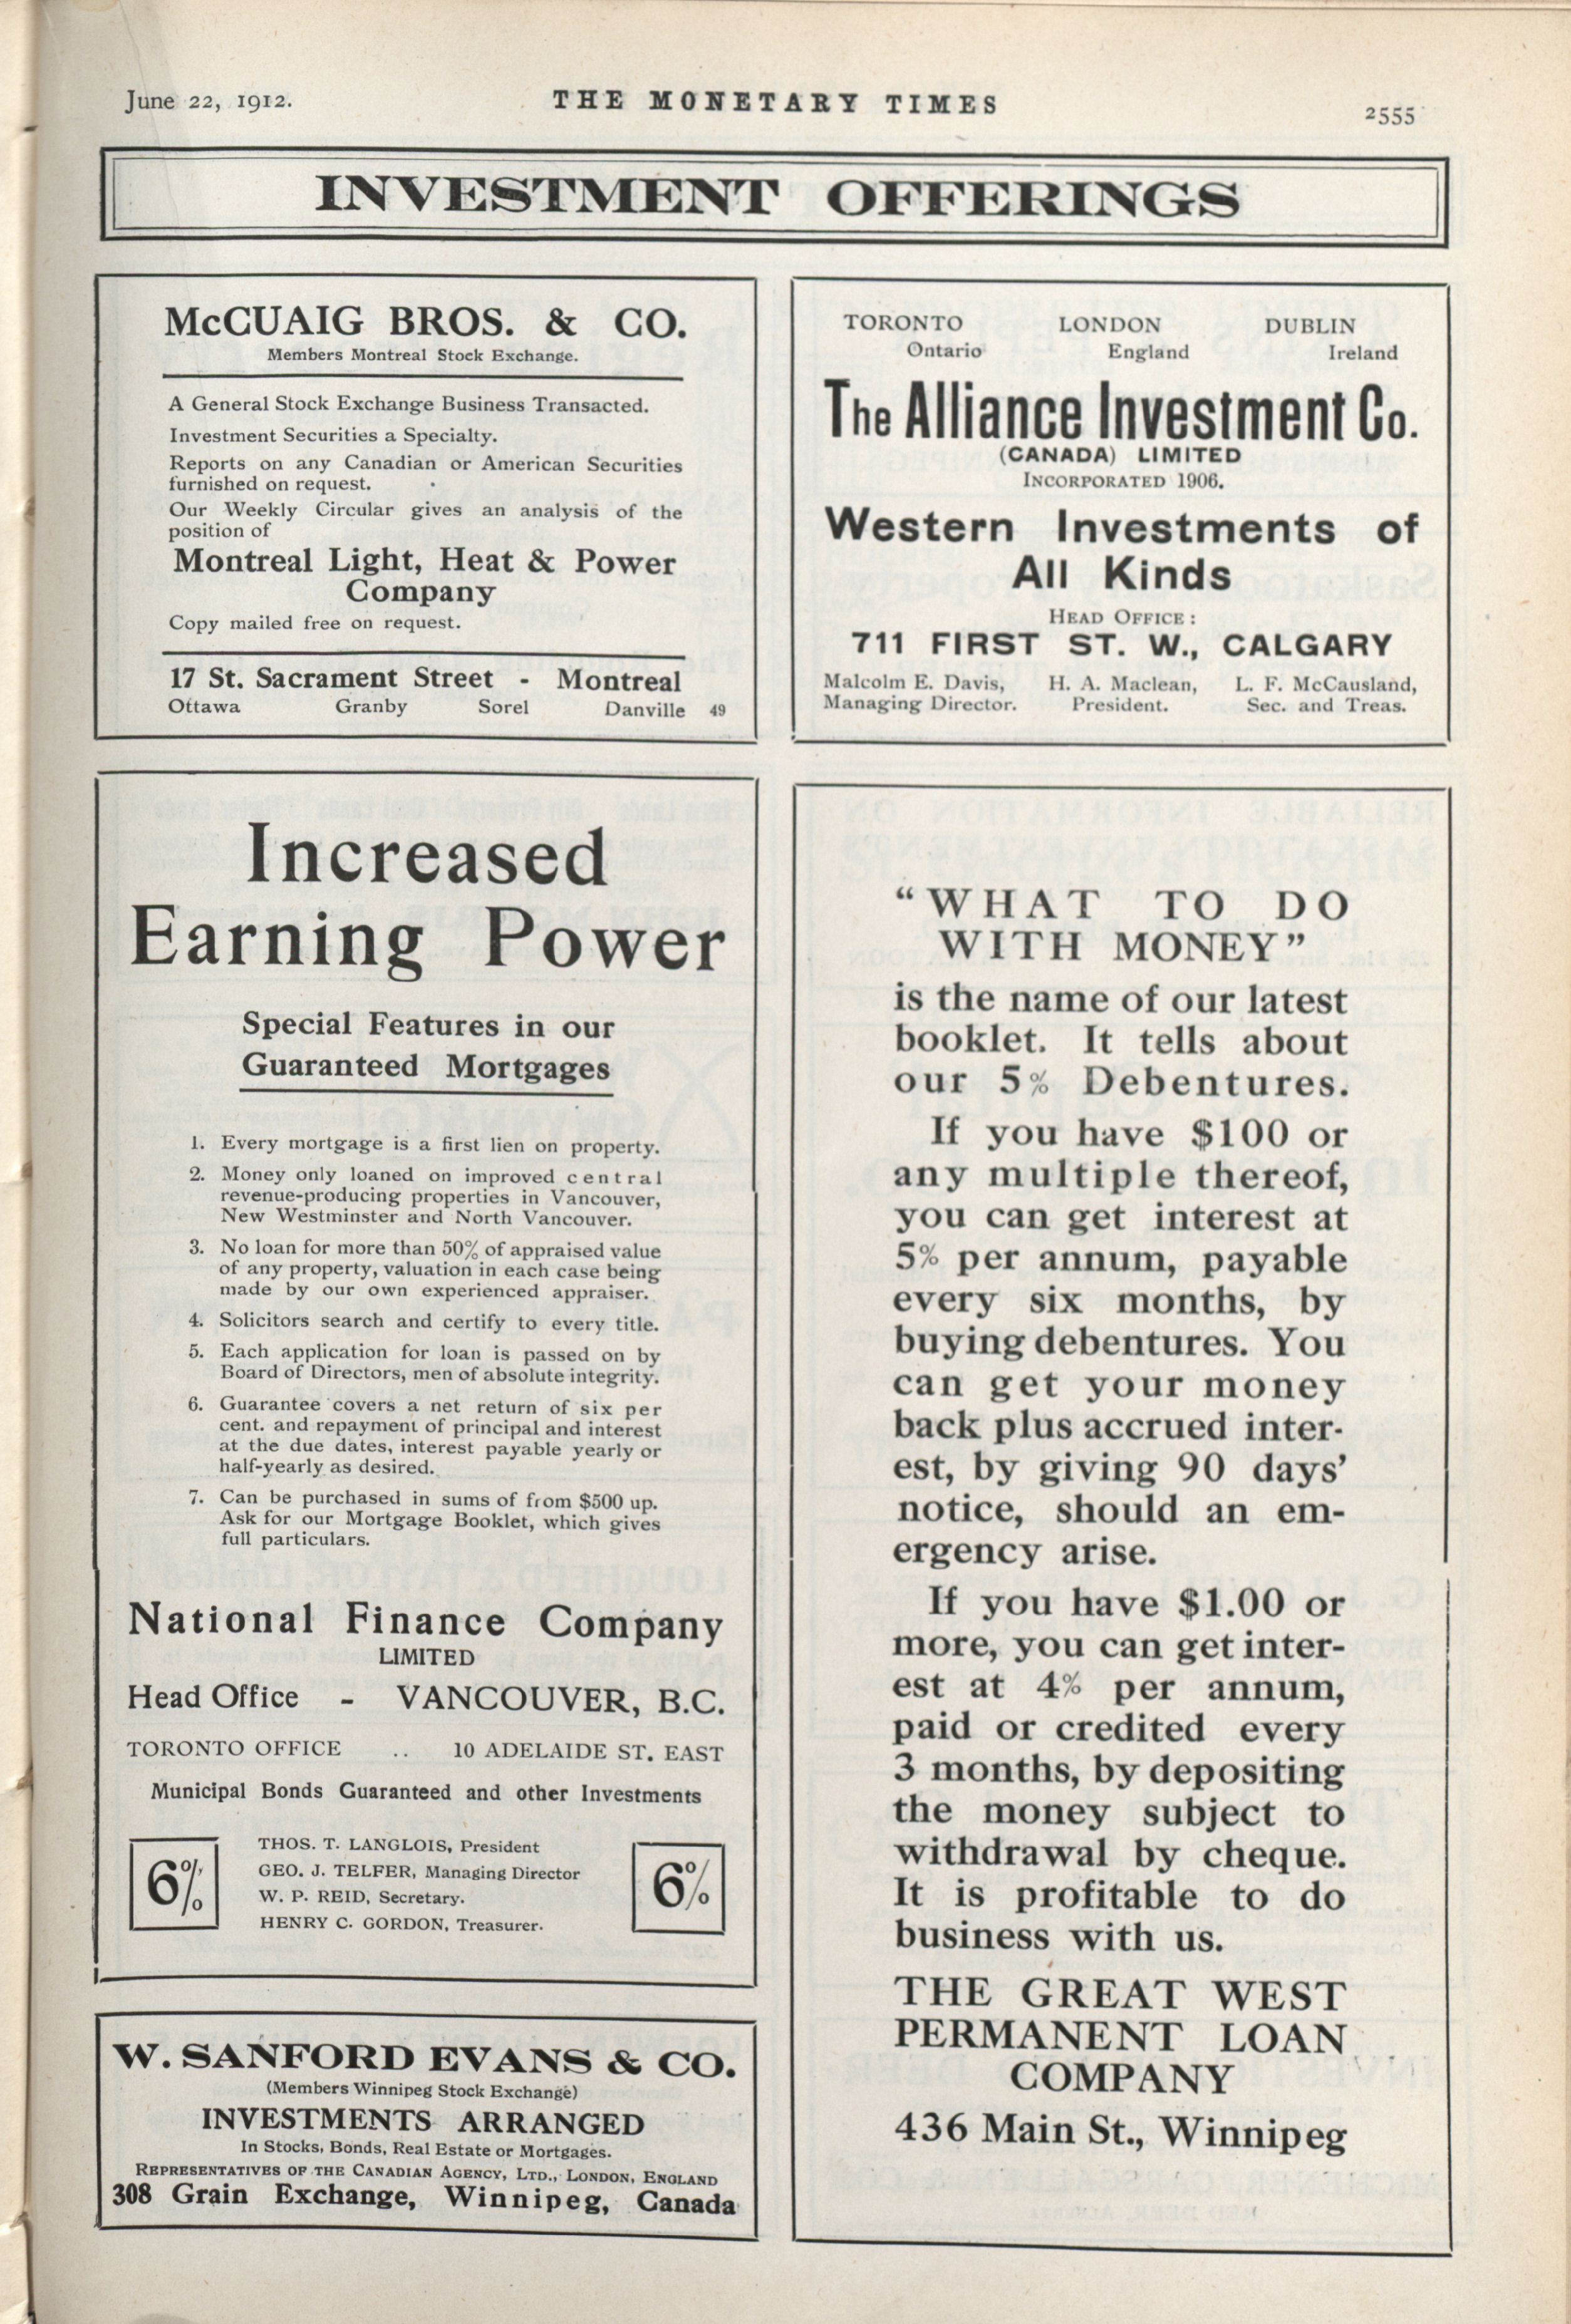 June 22, 1912.
THE MONETARY TIMES
2555
INVESTMENT OFFERINGS
McCUAIG BROS. & CO.
Members Montreal Stock Exchange.
A General Stock Exchange Business Transacted.
Investment Securities a Specialty.
Reports on any Canadian or American Securities
furnished on request.
Our Weekly Circular gives an analysis of the
position of
Montreal Light, Heat & Power
Company
Copy mailed free on request.
17 St. Sacrament Street - Montreal
Ottawa Granby Sorel Danville 49
TORONTO LONDON DUBLIN
Ontario England Ireland
The Alliance Investment Co.
(CANADA) LIMITED
INCORPORATED 1906.
Western Investments of
All Kinds
HEAD OFFICE:
711 FIRST ST. W., CALGARY
Malcolm E. Davis, H. A. Maclean, L. F. McCausland,
Managing Director. President. Sec. and Treas.
Increased
Earning Power
Special Features in our
Guaranteed Mortgages
1. Every mortgage is a first lien on property.
2. Money only loaned on improved central
revenue-producing properties in Vancouver,
New Westminster and North Vancouver.
3. No loan for more than 50% of appraised value
of any property, valuation in each case being
made by our own experienced appraiser.
4. Solicitors search and certify to every title.
5. Each application for loan is passed on by
Board of Directors, men of absolute integrity.
6. Guarantee covers a net return of six per
cent. and repayment of principal and interest
at the due dates, interest payable yearly or
half-yearly as desired.
7. Can be purchased in sums of from $500 up.
Ask for our Mortgage Booklet, which gives
full particulars.
National Finance Company
LIMITED
Head Office - VANCOUVER, B.C.
TORONTO OFFICE .. 10 ADELAIDE ST. EAST
Municipal Bonds Guaranteed and other Investments
6%
THOS. T. LANGLOIS, President
GEO. J. TELFER, Managing Director
W. P. REID, Secretary.
HENRY C. GORDON, Treasurer.
6%
W. SANFORD EVANS & CO.
(Members Winnipeg Stock Exchange)
INVESTMENTS ARRANGED
In Stocks, Bonds, Real Estate or Mortgages.
REPRESENTATIVES OF THE CANADIAN AGENCY, LTD., LONDON, ENGLAND
308 Grain Exchange, Winnipeg, Canada
"WHAT TO DO
WITH MONEY"
is the name of our latest
booklet. It tells about
our 5% Debentures.
If you have $100 or
any multiple thereof,
you can get interest at
5% per annum, payable
every six months, by
buying debentures. You
can get your money
back plus accrued inter-
est, by giving 90 days'
notice, should an em-
ergency arise.
If you have $1.00 or
more, you can get inter-
est at 4% per annum,
paid or credited every
3 months, by depositing
the money subject to
withdrawal by cheque.
It is profitable to do
business with us.
THE GREAT WEST
PERMANENT LOAN
COMPANY
436 Main St., Winnipeg